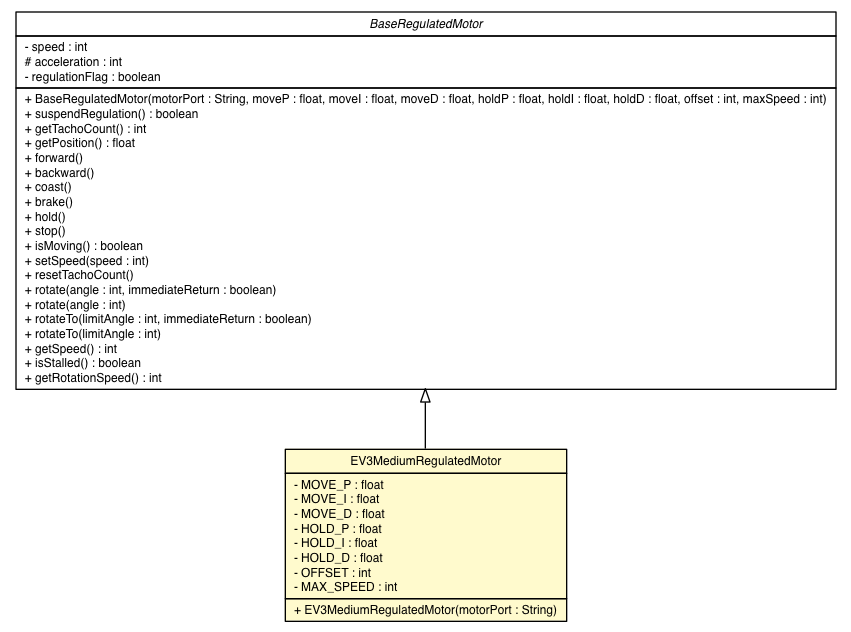 BaseRegulatedMotor
- speed : int
# acceleration : int
- regulationFlag : boolean
+ BaseRegulatedMotor(motorPort : String, moveP : float, moveI : float, moveD : float, holdP : float, holdI : float, holdD : float, offset : int, maxSpeed : int)
+ suspendRegulation() : boolean
+ getTachoCount() : int
+ getPosition() : float
+ forward()
+ backward()
+ coast()
+ brake()
+ hold()
+ stop()
+ isMoving() : boolean
+ setSpeed(speed : int)
+ resetTachoCount()
+ rotate(angle : int, immediateReturn : boolean)
+ rotate(angle : int)
+ rotateTo(limitAngle : int, immediateReturn : boolean)
+ rotateTo(limitAngle : int)
+ getSpeed() : int
+ isStalled() : boolean
+ getRotationSpeed() : int
EV3MediumRegulatedMotor
- MOVE_P : float
- MOVE_I : float
- MOVE_D : float
- HOLD_P : float
- HOLD_I : float
- HOLD_D : float
- OFFSET : int
- MAX_SPEED : int
+ EV3MediumRegulatedMotor(motorPort : String)